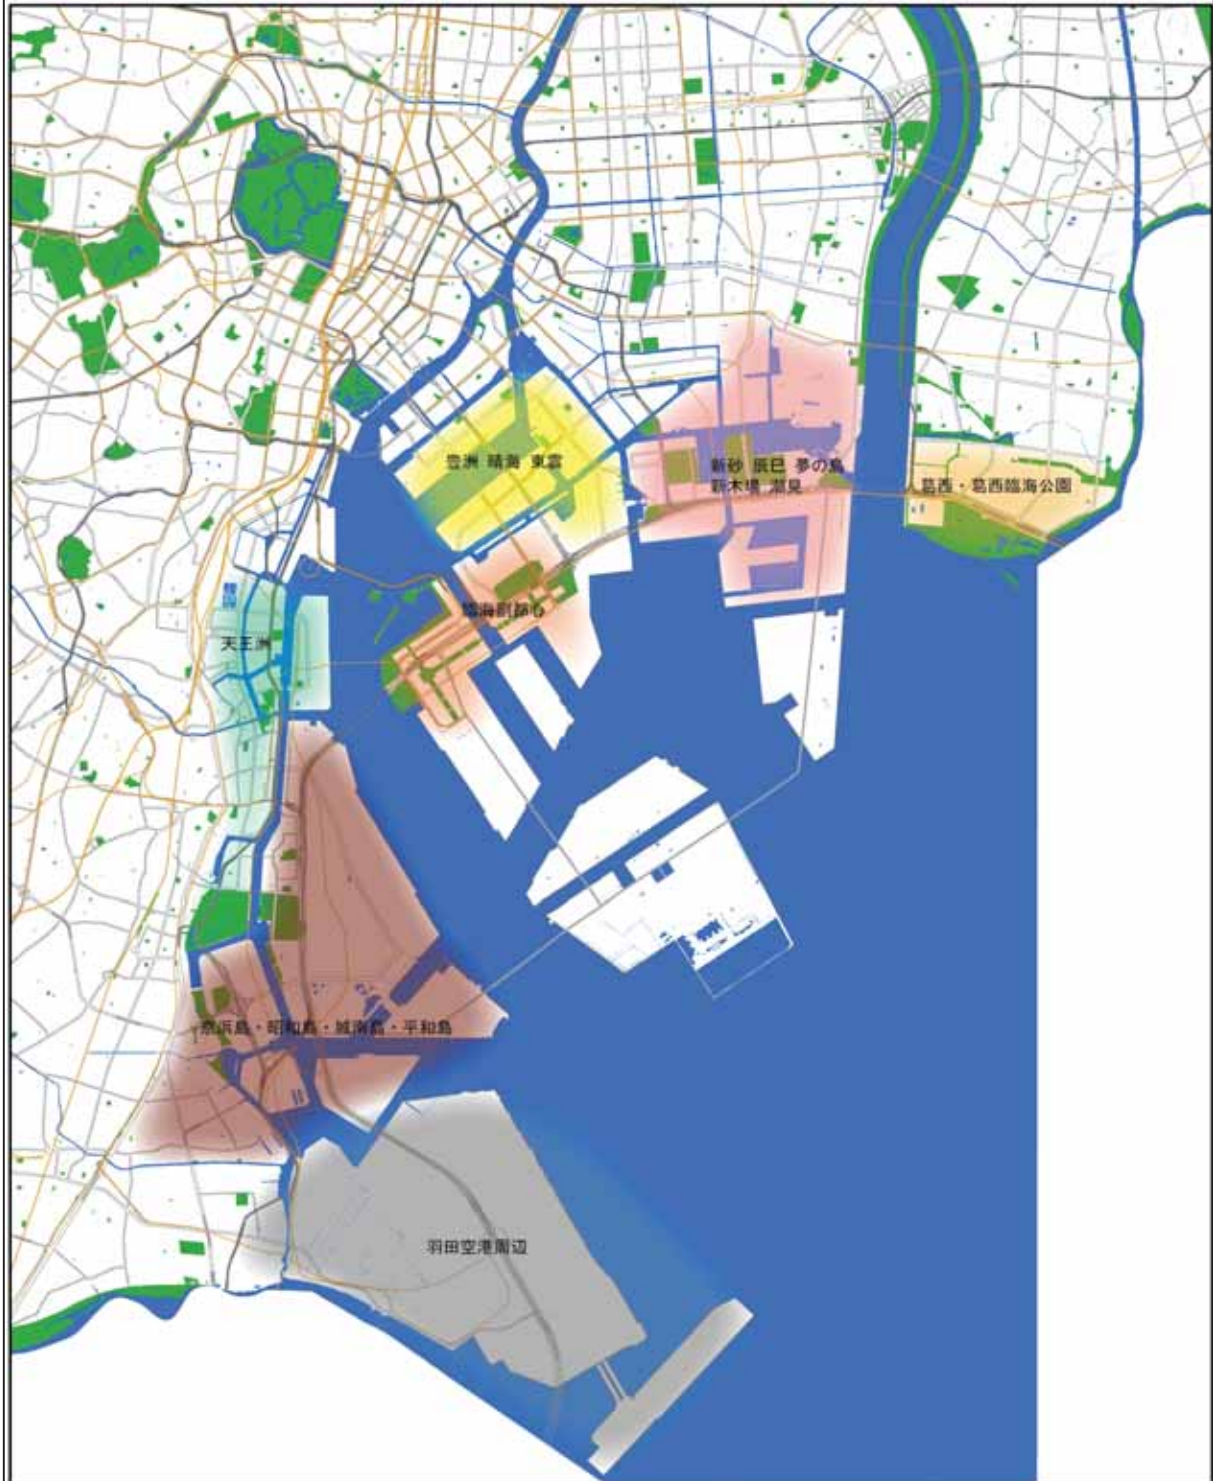 豊洲 晴海 東雲
新砂 辰巳 夢の島
新木場 潮見
葛西・葛西臨海公園
臨海副都心
天王洲
京浜島・昭和島・城南島・平和島
羽田空港周辺